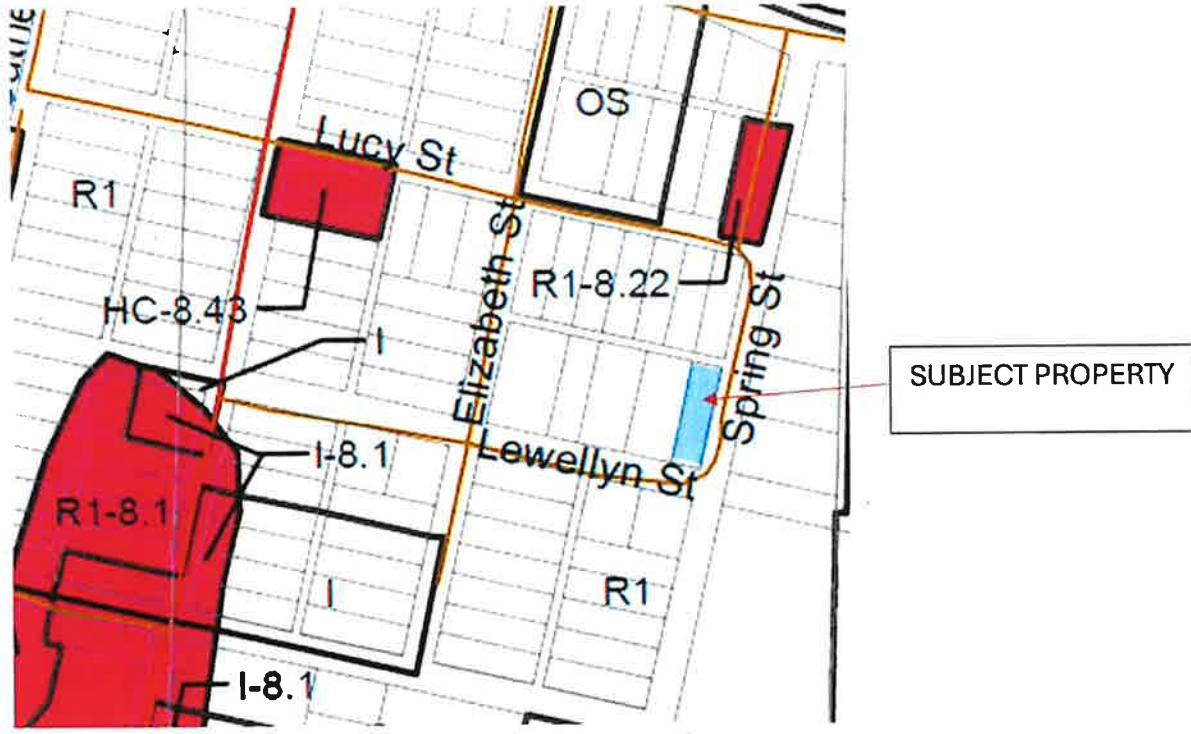 OS
Lucy St
R1
Elizabeth St
R1-8.22
HC-8.43
Spring St
I
SUBJECT PROPERTY
Lewellyn St
I-8.1
R1-8.1
I
R1
I-8.1